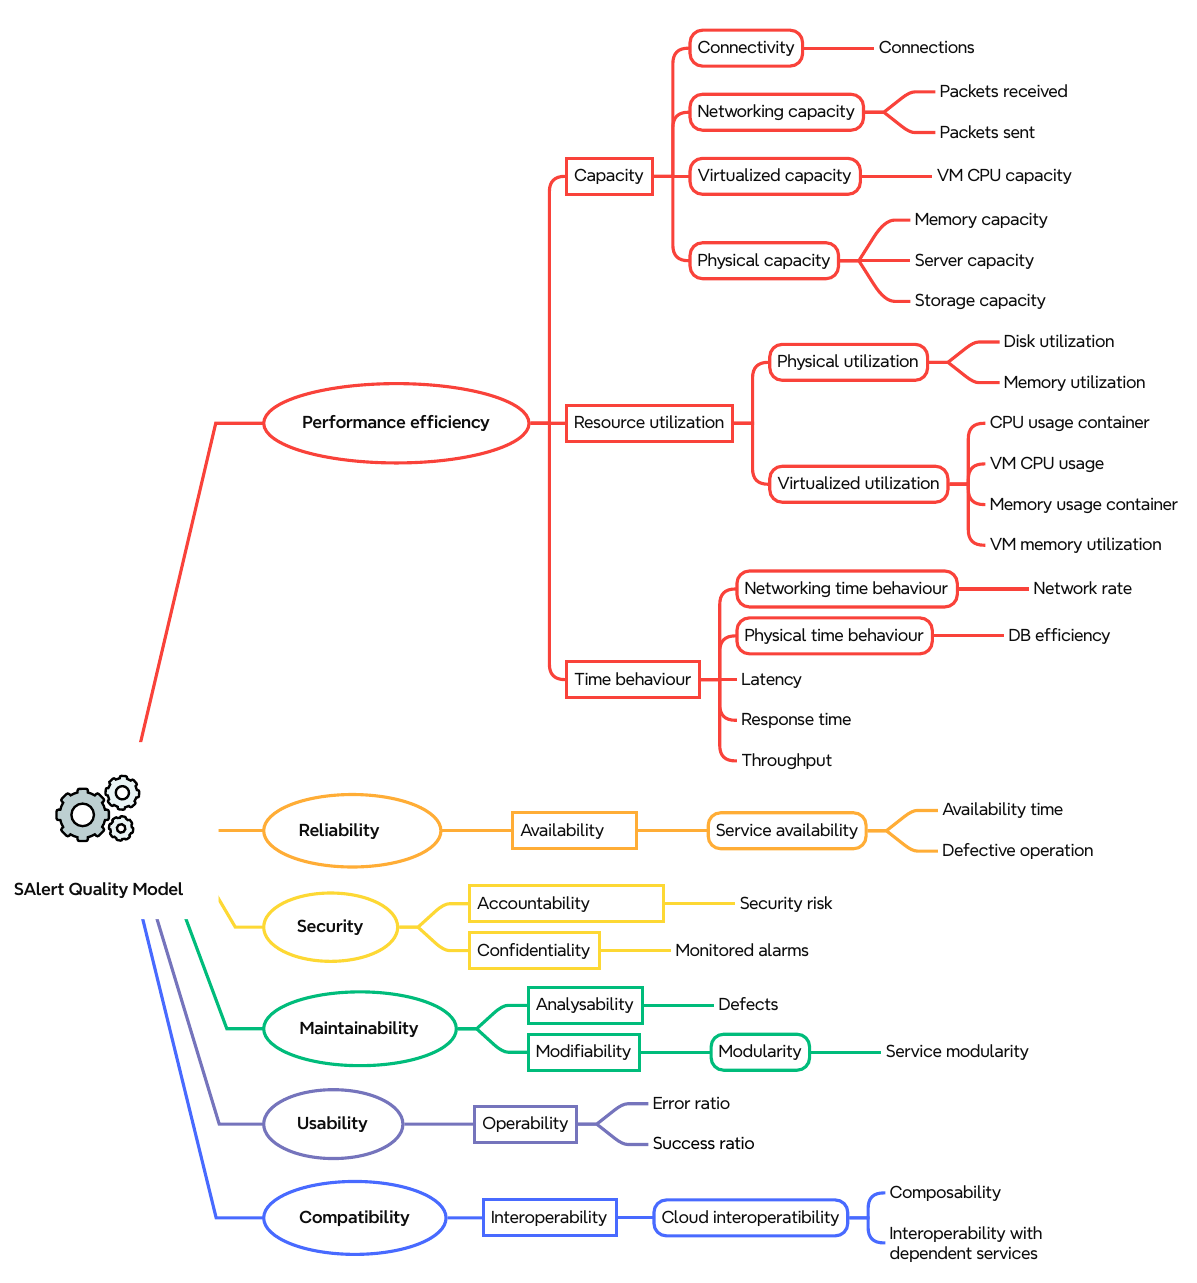 Connectivity
Connections
Networking capacity
Packets received
Packets sent
Capacity
Virtualized capacity
VM CPU capacity
Physical capacity
Memory capacity
Server capacity
Storage capacity
Performance efficiency
Resource utilization
Physical utilization
Disk utilization
Memory utilization
Virtualized utilization
CPU usage container
VM CPU usage
Memory usage container
VM memory utilization
Time behaviour
Networking time behaviour
Network rate
Physical time behaviour
DB efficiency
Latency
Response time
Throughput
SAlert Quality Model
Reliability
Availability
Service availability
Availability time
Defective operation
Security
Accountability
Security risk
Confidentiality
Monitored alarms
Maintainability
Analysability
Defects
Modifiability
Modularity
Service modularity
Usability
Operability
Error ratio
Success ratio
Compatibility
Interoperability
Cloud interoperatibility
Composability
Interoperability with
dependent services